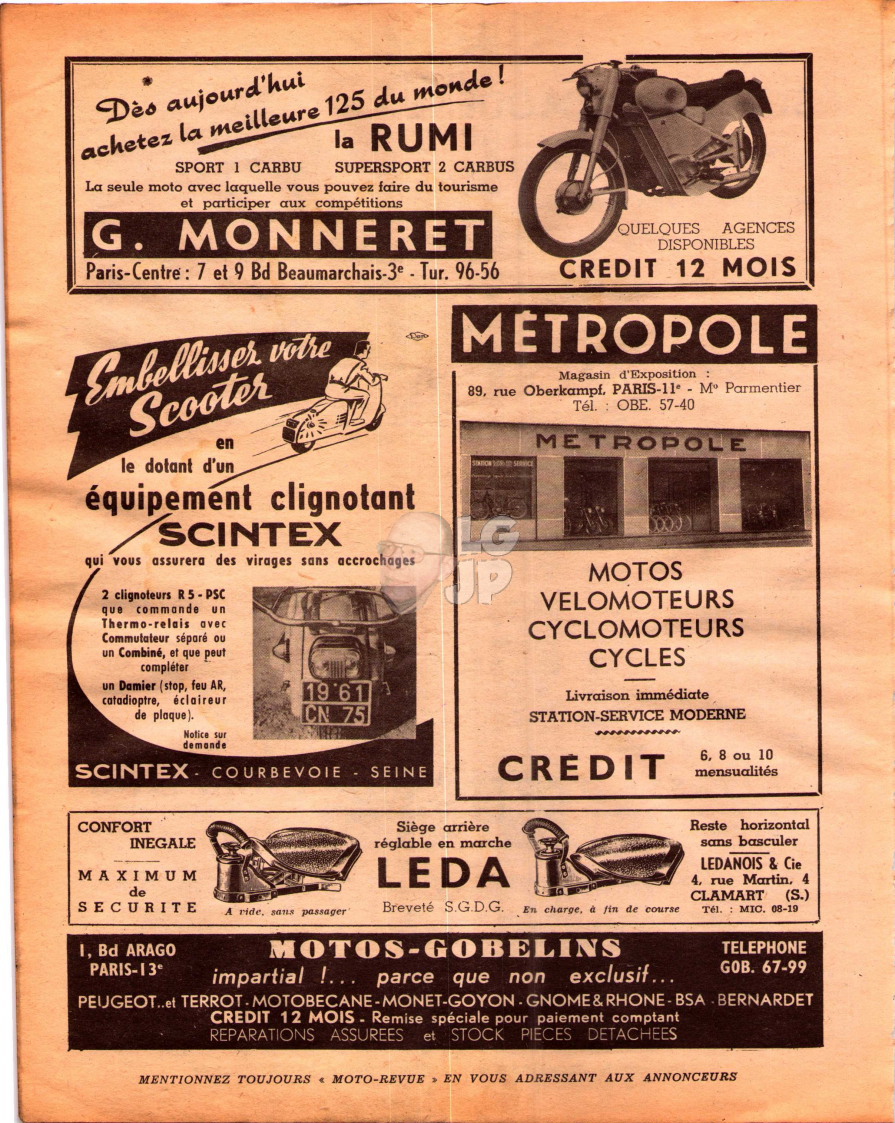 Dès aujourd'hui
achetez la meilleure 125 du monde !
la RUMI
SPORT 1 CARBU SUPERSPORT 2 CARBUS
La seule moto avec laquelle vous pouvez faire du tourisme
et participer aux compétitions
G. MONNERET
Paris-Centre : 7 et 9 Bd Beaumarchais-3e - Tur. 96-56
QUELQUES AGENCES
DISPONIBLES
CREDIT 12 MOIS
Embellissez votre
Scooter
en
le dotant d'un
équipement clignotant
SCINTEX
qui vous assurera des virages sans accrochages
2 clignoteurs R 5 - PSC
que commande un
Thermo-relais avec
Commutateur séparé ou
un Combiné, et que peut
compléter
un Damier (stop, feu AR,
catadioptre, éclaireur
de plaque).
Notice sur
demande
19 61
CN 75
SCINTEX - COURBEVOIE - SEINE
MÉTROPOLE
Magasin d'Exposition :
89, rue Oberkampf, PARIS-11e - Mo Parmentier
Tél. : OBE. 57-40
METROPOLE
STATION SERVICE
MOTOS
VELOMOTEURS
CYCLOMOTEURS
CYCLES
Livraison immédiate
STATION-SERVICE MODERNE
CRÉDIT 6, 8 ou 10
mensualités
LG
JP
CONFORT
INEGALE
MAXIMUM
de
SECURITE
A vide, sans passager
Siège arrière
réglable en marche
LEDA
Breveté S.G.D.G.
En charge, à fin de course
Reste horizontal
sans basculer
LEDANOIS & Cie
4, rue Martin, 4
CLAMART (S.)
Tél. : MIC. 08-19
1, Bd ARAGO
PARIS-13e
MOTOS-GOBELINS
TELEPHONE
GOB. 67-99
impartial !... parce que non exclusif...
PEUGEOT..et TERROT-MOTOBECANE-MONET-GOYON-GNOME&RHONE-BSA-BERNARDET
CREDIT 12 MOIS - Remise spéciale pour paiement comptant
REPARATIONS ASSUREES et STOCK PIECES DETACHEES
MENTIONNEZ TOUJOURS « MOTO-REVUE » EN VOUS ADRESSANT AUX ANNONCEURS